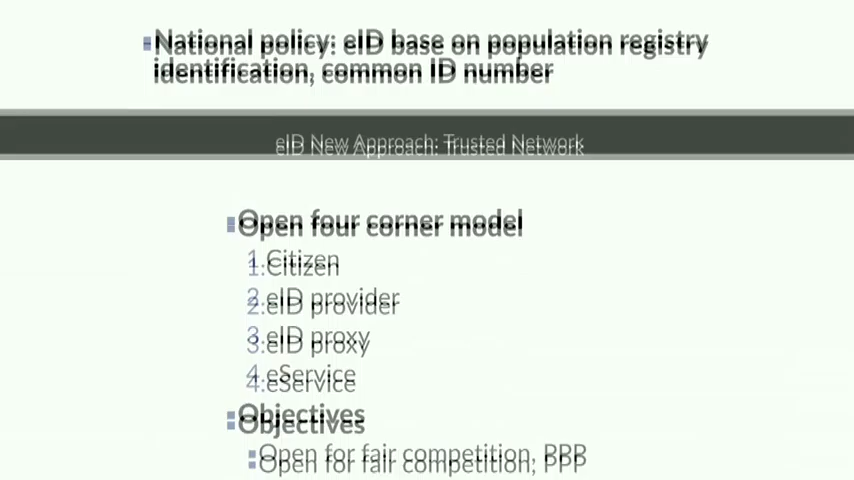 National policy: eID base on population registry
identification, common ID number
eID New Approach: Trusted Network
Open four corner model
1. Citizen
2. eID provider
3. eID proxy
4. eService
Objectives
Open for fair competition, PPP